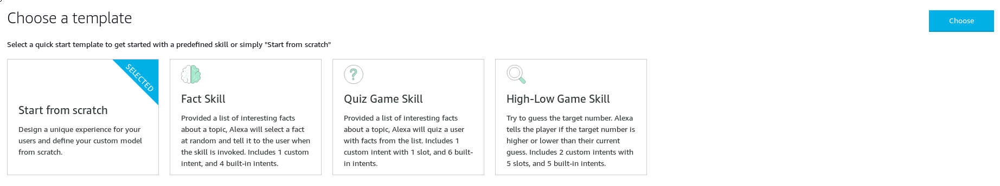 Choose a template
Choose
Select a quick start template to get started with a predefined skill or simply "Start from scratch"
SELECTED
Start from scratch
Design a unique experience for your
users and define your custom model
from scratch.
Fact Skill
Provided a list of interesting facts
about a topic, Alexa will select a fact
at random and tell it to the user when
the skill is invoked. Includes 1 custom
intent, and 4 built-in intents.
?
Quiz Game Skill
Provided a list of interesting facts
about a topic, Alexa will quiz a user
with facts from the list. Includes 1
custom intent with 1 slot, and 6 built-
in intents.
High-Low Game Skill
Try to guess the target number. Alexa
tells the player if the target number is
higher or lower than their current
guess. Includes 2 custom intents with
5 slots, and 5 built-in intents.